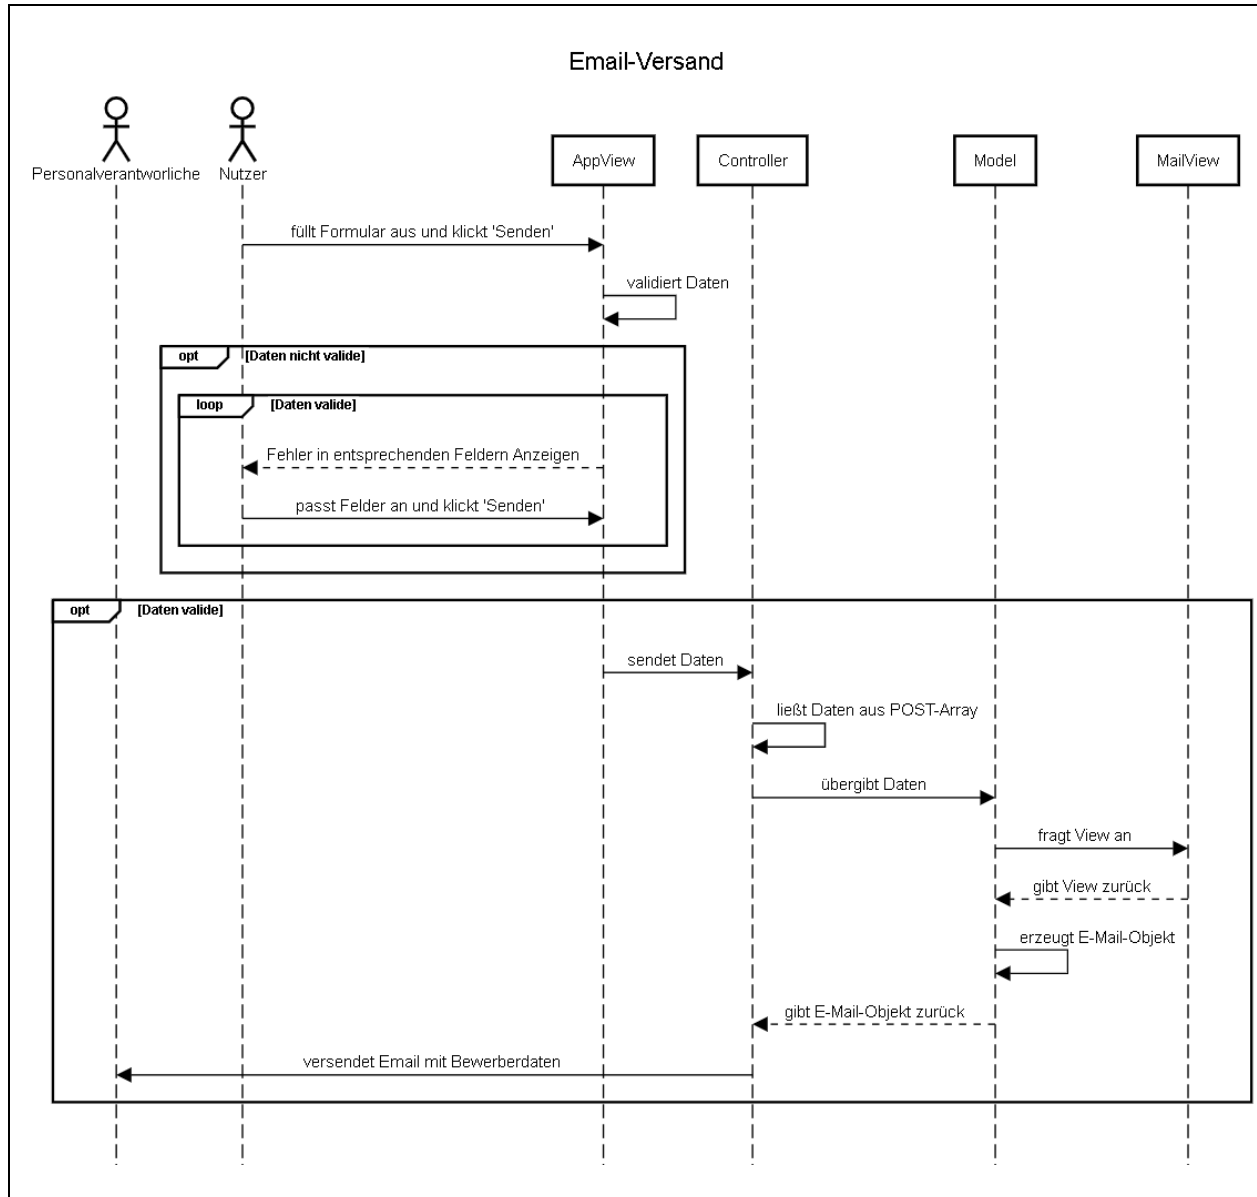 Email-Versand
Personalverantworliche
Nutzer
AppView
Controller
Model
MailView
füllt Formular aus und klickt 'Senden'
validiert Daten
opt
[Daten nicht valide]
loop
[Daten valide]
Fehler in entsprechenden Feldern Anzeigen
passt Felder an und klickt 'Senden'
opt
[Daten valide]
sendet Daten
ließt Daten aus POST-Array
übergibt Daten
fragt View an
gibt View zurück
erzeugt E-Mail-Objekt
gibt E-Mail-Objekt zurück
versendet Email mit Bewerberdaten